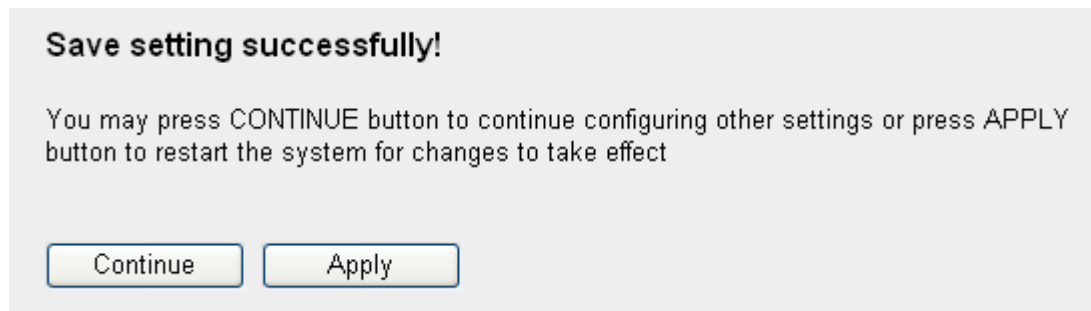 Save setting successfully!
You may press CONTINUE button to continue configuring other settings or press APPLY
button to restart the system for changes to take effect
Continue
Apply